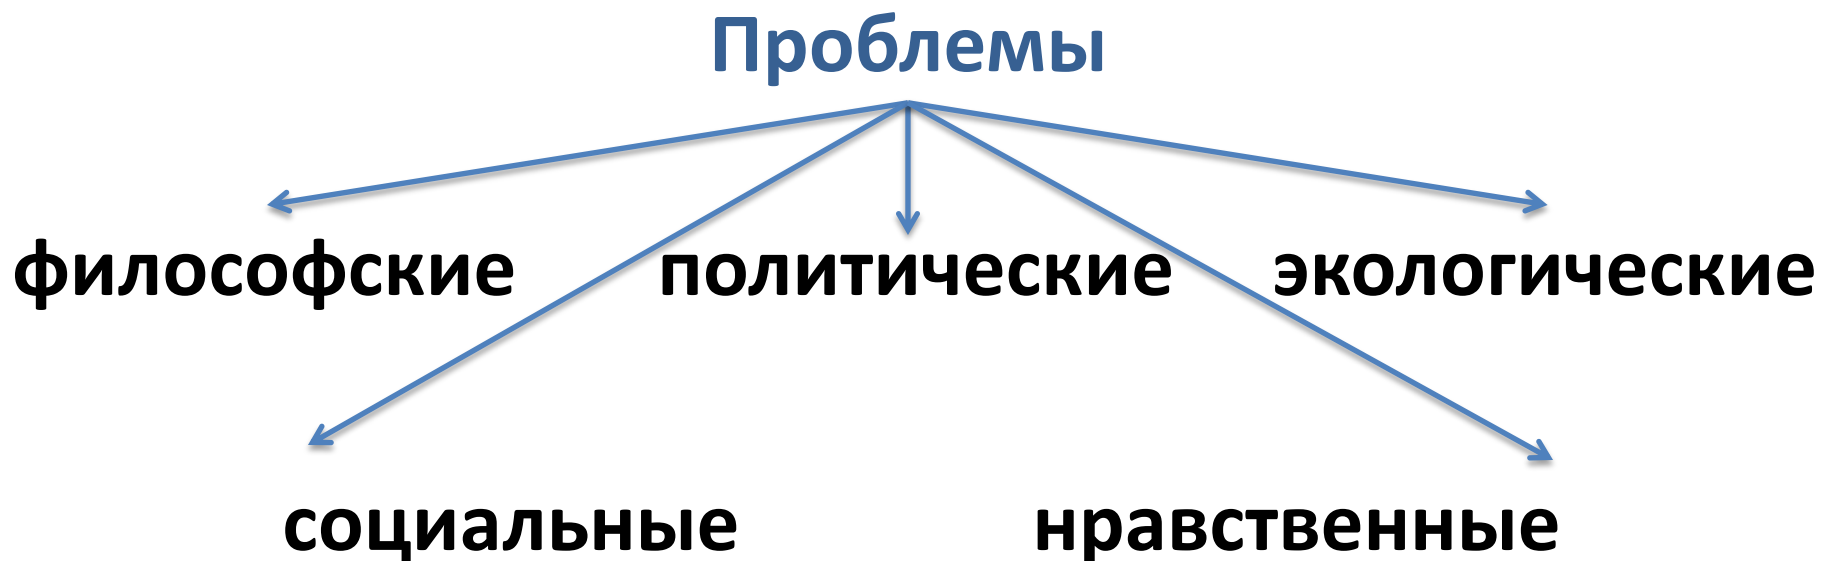 Проблемы
философские политические экологические
социальные нравственные